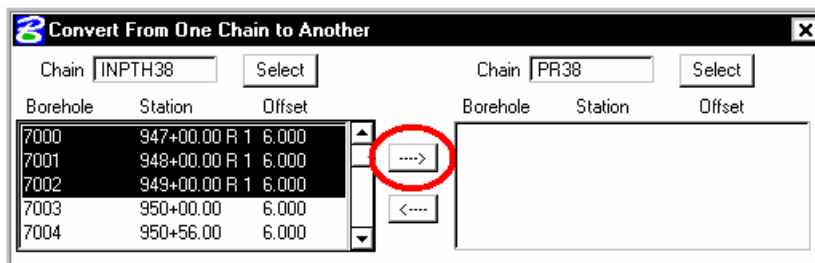 Convert From One Chain to Another
Chain INPTH38 Select Chain PR38 Select
Borehole Station Offset Borehole Station Offset
7000 947+00.00 R 1 6.000
7001 948+00.00 R 1 6.000
---->
7002 949+00.00 R 1 6.000
7003 950+00.00 6.000
<----
7004 950+56.00 6.000